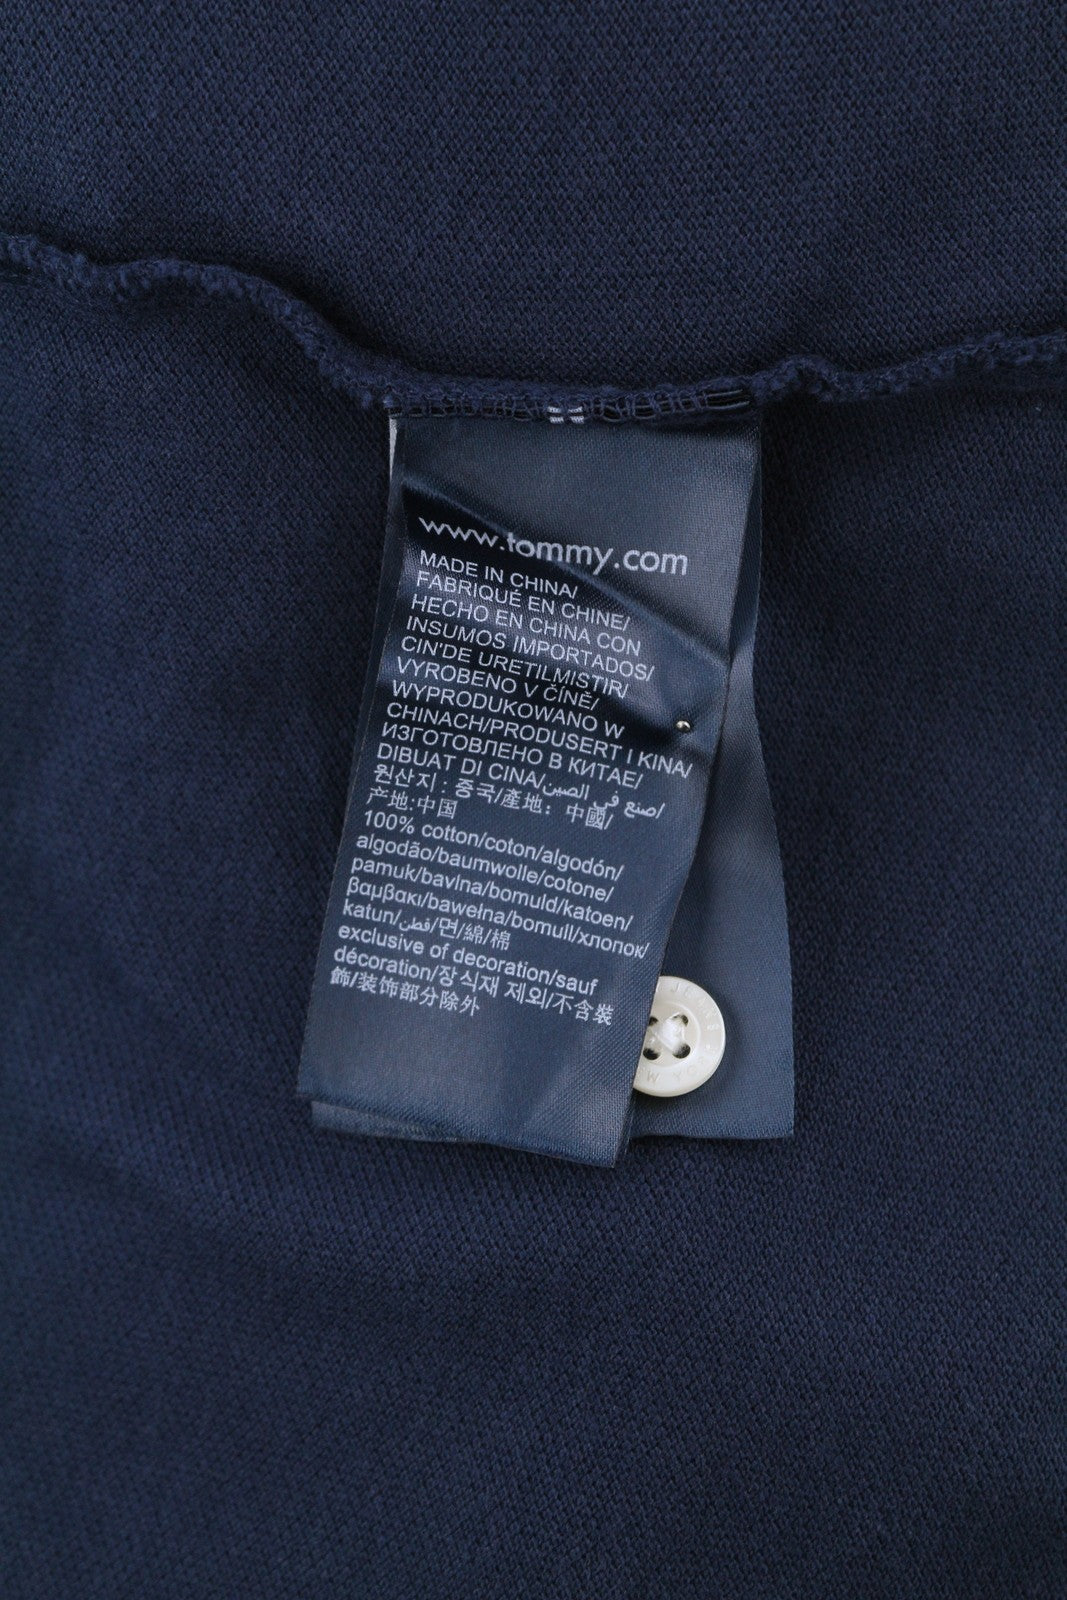 www.tommy.com
MADE IN CHINA/
FABRIQUÉ EN CHINE/
HECHO EN CHINA CON
INSUMOS IMPORTADOS/
CIN'DE URETILMISTIR/
VYROBENO V ČÍNĚ/
WYPRODUKOWANO W
CHINACH/PRODUSERT I KINA/
ИЗГОТОВЛЕНО В КИТАЕ/
DIBUAT DI CINA/صنع في الصين/
원산지 : 중국/產地: 中國/
产地:中国
100% cotton/coton/algodón/
algodão/baumwolle/cotone/
pamuk/bavlna/bomuld/katoen/
βαμβακι/bawełna/bomull/хлопок/
katun/قطن/면/綿/棉
exclusive of decoration/sauf
décoration/장식재 제외/不含裝
飾/装饰部分除外
JEANS